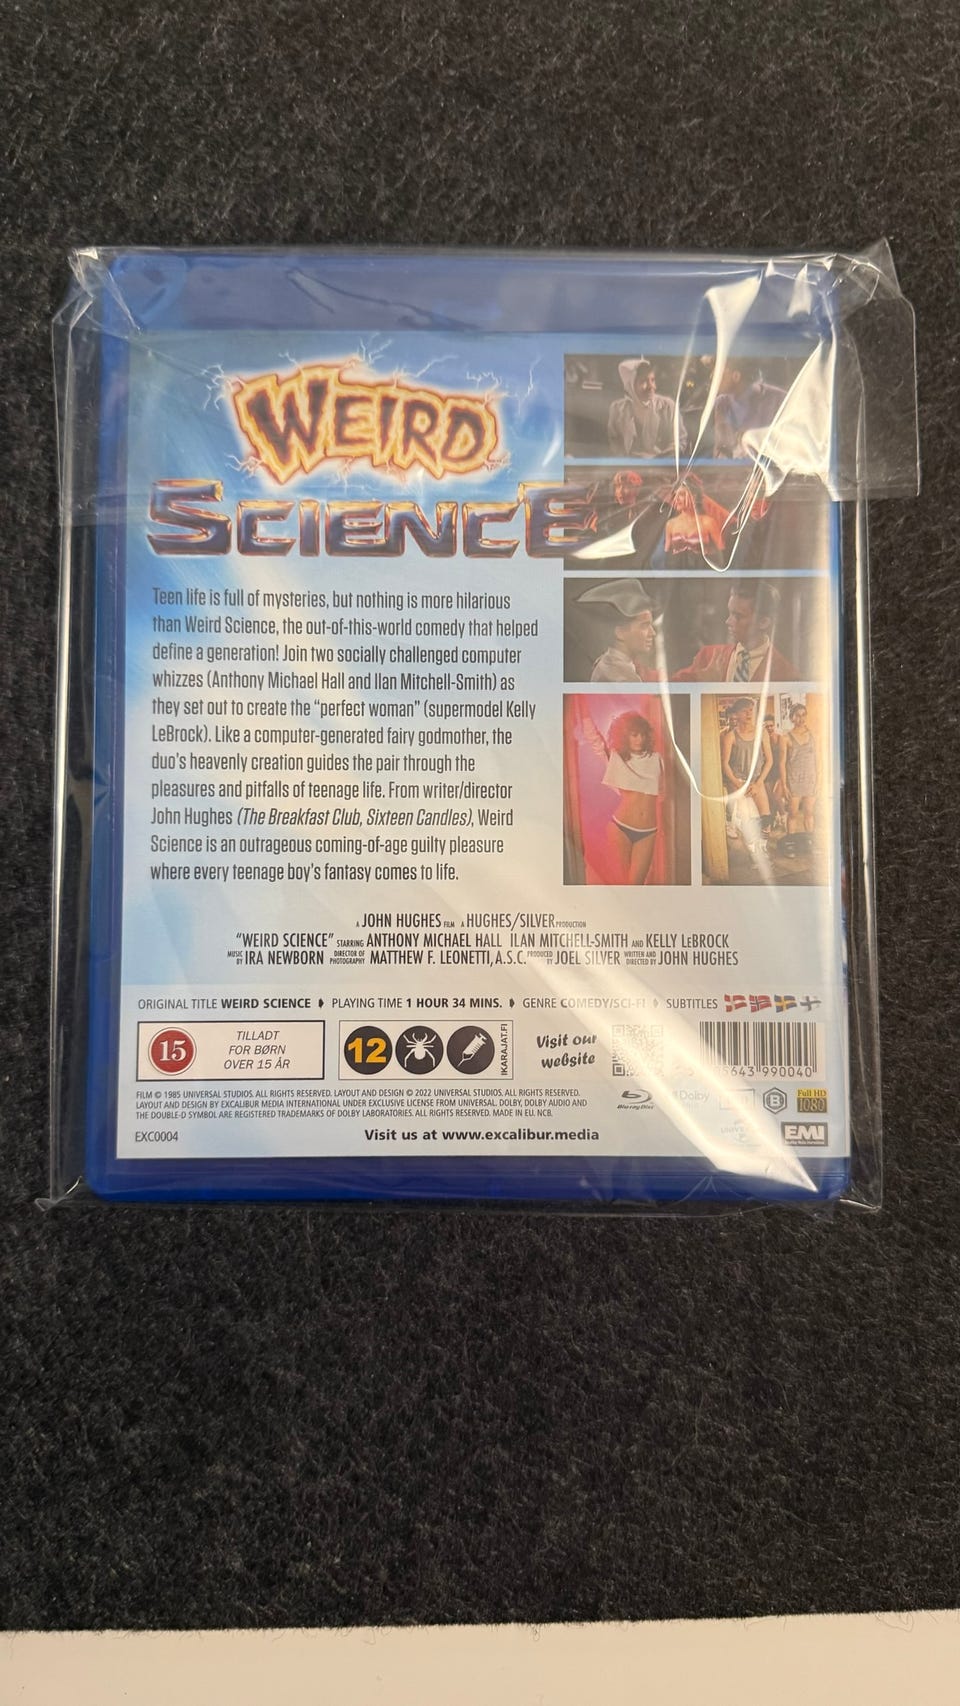 WEIRD
SCIENCE
Teen life is full of mysteries, but nothing is more hilarious
than Weird Science, the out-of-this-world comedy that helped
define a generation! Join two socially challenged computer
whizzes (Anthony Michael Hall and Ilan Mitchell-Smith) as
they set out to create the “perfect woman” (supermodel Kelly
LeBrock). Like a computer-generated fairy godmother, the
duo's heavenly creation guides the pair through the
pleasures and pitfalls of teenage life. From writer/director
John Hughes (The Breakfast Club, Sixteen Candles), Weird
Science is an outrageous coming-of-age guilty pleasure
where every teenage boy's fantasy comes to life.
A JOHN HUGHES FILM A HUGHES/SILVER PRODUCTION
“WEIRD SCIENCE” STARRING ANTHONY MICHAEL HALL ILAN MITCHELL-SMITH AND KELLY LeBROCK
MUSIC BY IRA NEWBORN DIRECTOR OF PHOTOGRAPHY MATTHEW F. LEONETTI, A.S.C. PRODUCED BY JOEL SILVER WRITTEN AND DIRECTED BY JOHN HUGHES
ORIGINAL TITLE WEIRD SCIENCE PLAYING TIME 1 HOUR 34 MINS. GENRE COMEDY/SCI-FI SUBTITLES
15
TILLADT
FOR BØRN
OVER 15 ÅR
12
IKARAJAT.FI
Visit our
website
5643 990040
FILM © 1985 UNIVERSAL STUDIOS. ALL RIGHTS RESERVED. LAYOUT AND DESIGN © 2022 UNIVERSAL STUDIOS. ALL RIGHTS RESERVED.
LAYOUT AND DESIGN BY EXCALIBUR MEDIA INTERNATIONAL UNDER EXCLUSIVE LICENSE FROM UNIVERSAL. DOLBY, DOLBY AUDIO AND
THE DOUBLE-D SYMBOL ARE REGISTERED TRADEMARKS OF DOLBY LABORATORIES. ALL RIGHTS RESERVED. MADE IN EU. NCB.
Blu-ray Disc
Dolby
B
Full HD
1080
EXC0004
Visit us at www.excalibur.media
EMI